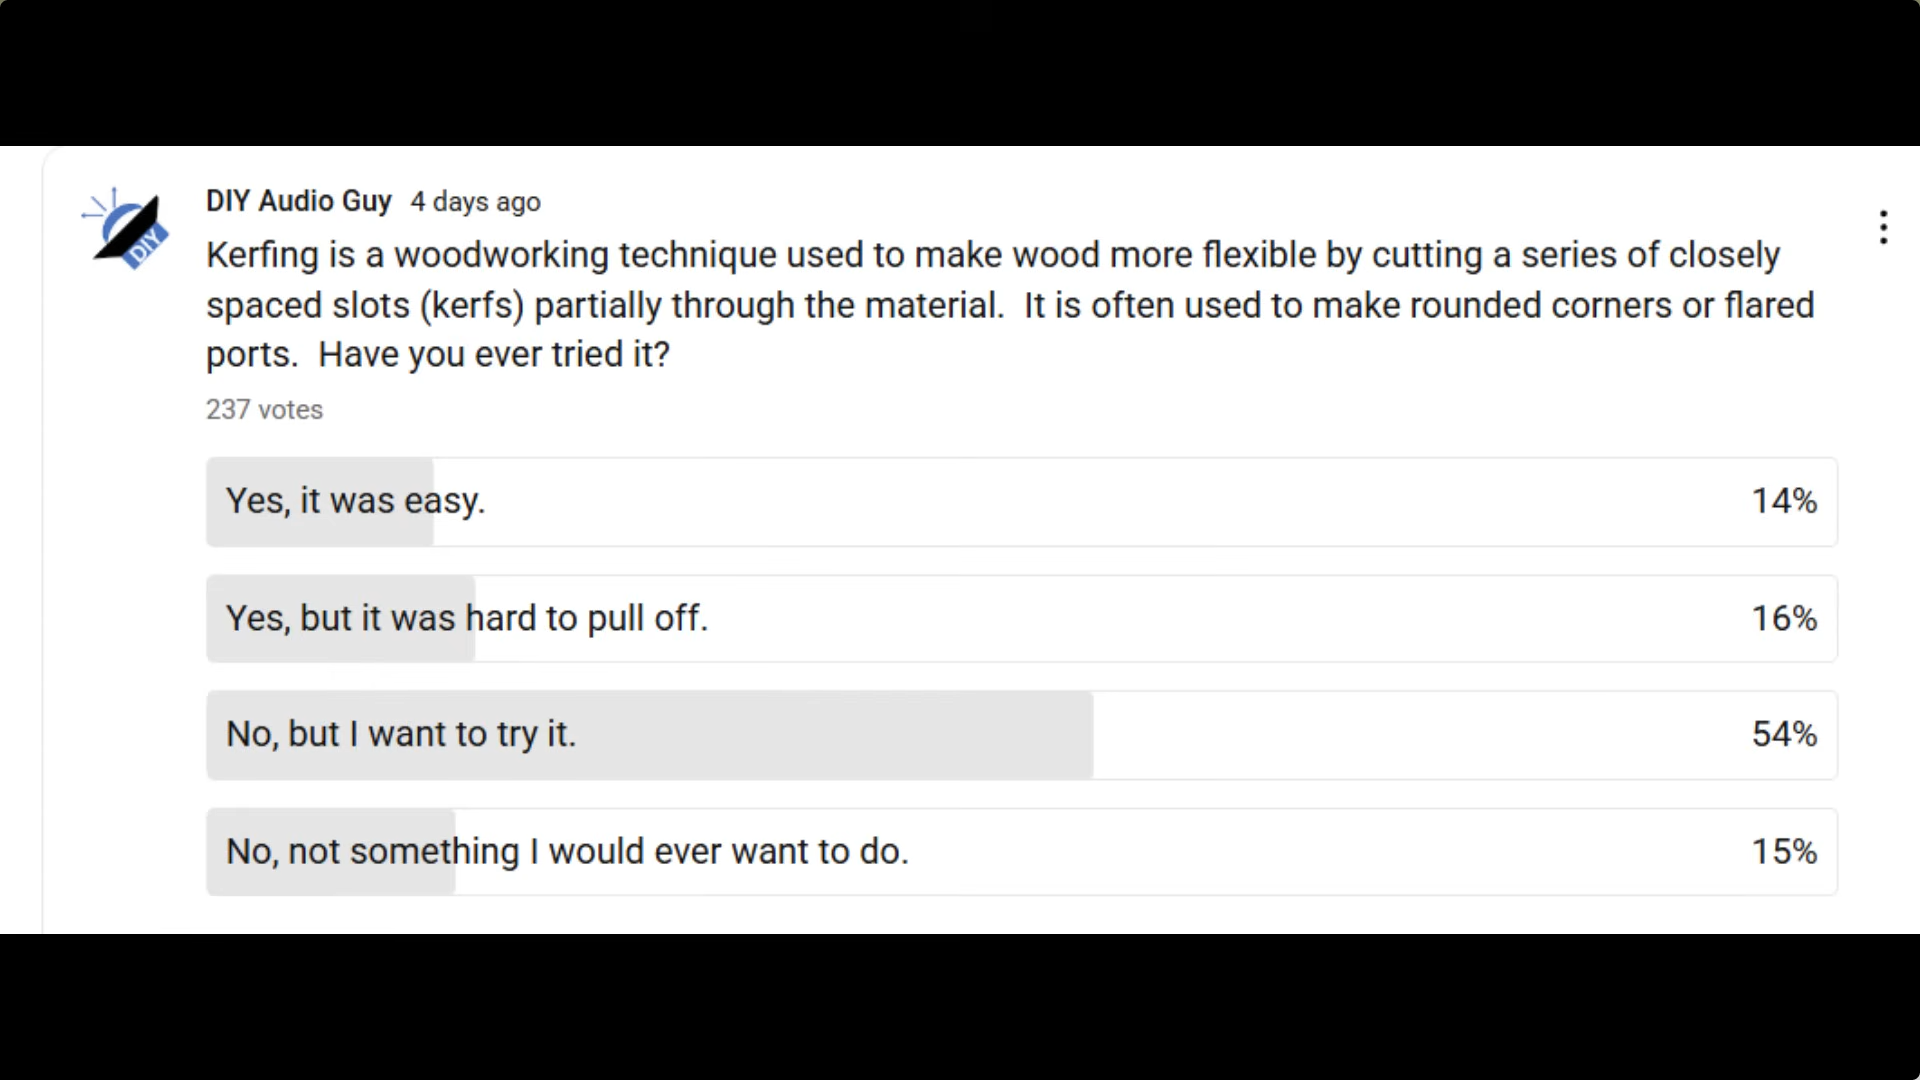 DIY
DIY Audio Guy 4 days ago
Kerfing is a woodworking technique used to make wood more flexible by cutting a series of closely
spaced slots (kerfs) partially through the material.  It is often used to make rounded corners or flared
ports.  Have you ever tried it?
237 votes
Yes, it was easy. 14%
Yes, but it was hard to pull off. 16%
No, but I want to try it. 54%
No, not something I would ever want to do. 15%